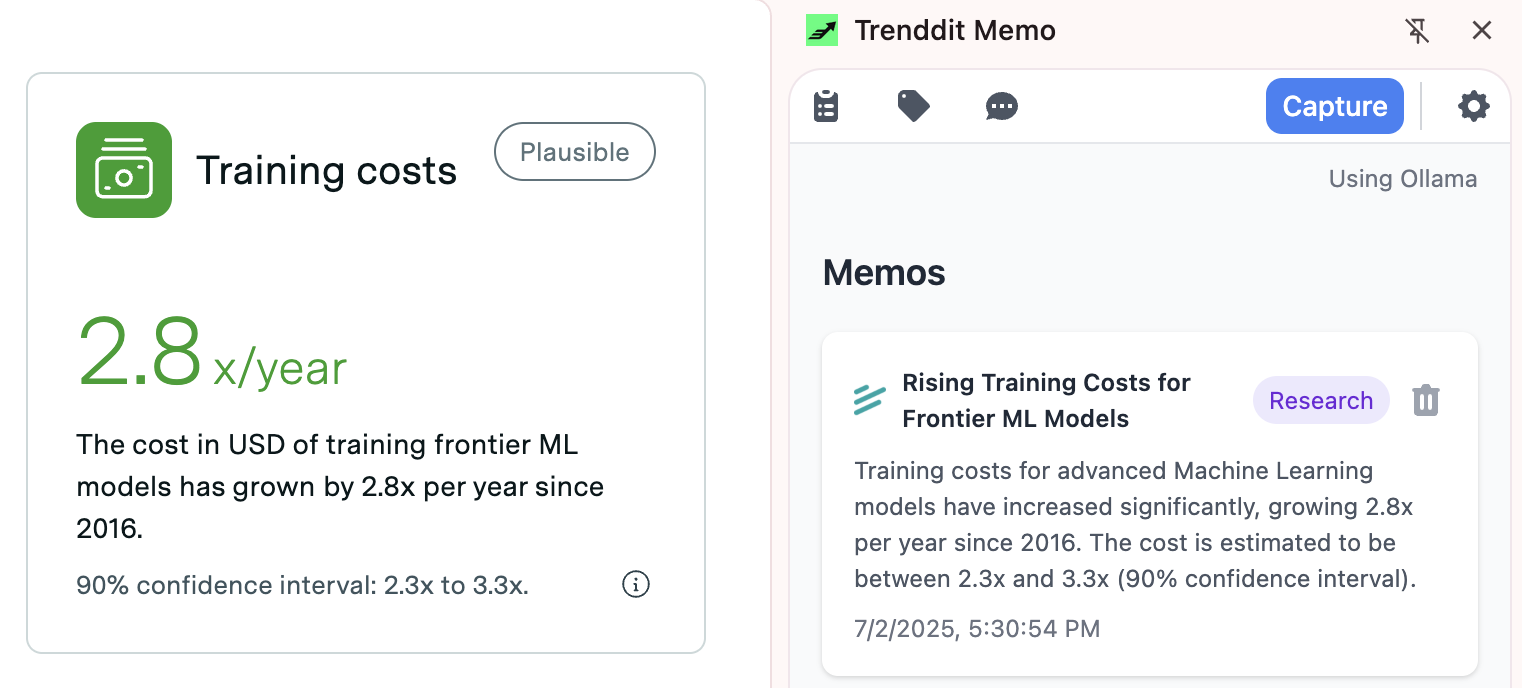 Training costs
Plausible
2.8 x/year
The cost in USD of training frontier ML
models has grown by 2.8x per year since
2016.
90% confidence interval: 2.3x to 3.3x.
Trenddit Memo
Capture
Using Ollama
Memos
Rising Training Costs for
Frontier ML Models
Research
Training costs for advanced Machine Learning
models have increased significantly, growing 2.8x
per year since 2016. The cost is estimated to be
between 2.3x and 3.3x (90% confidence interval).
7/2/2025, 5:30:54 PM